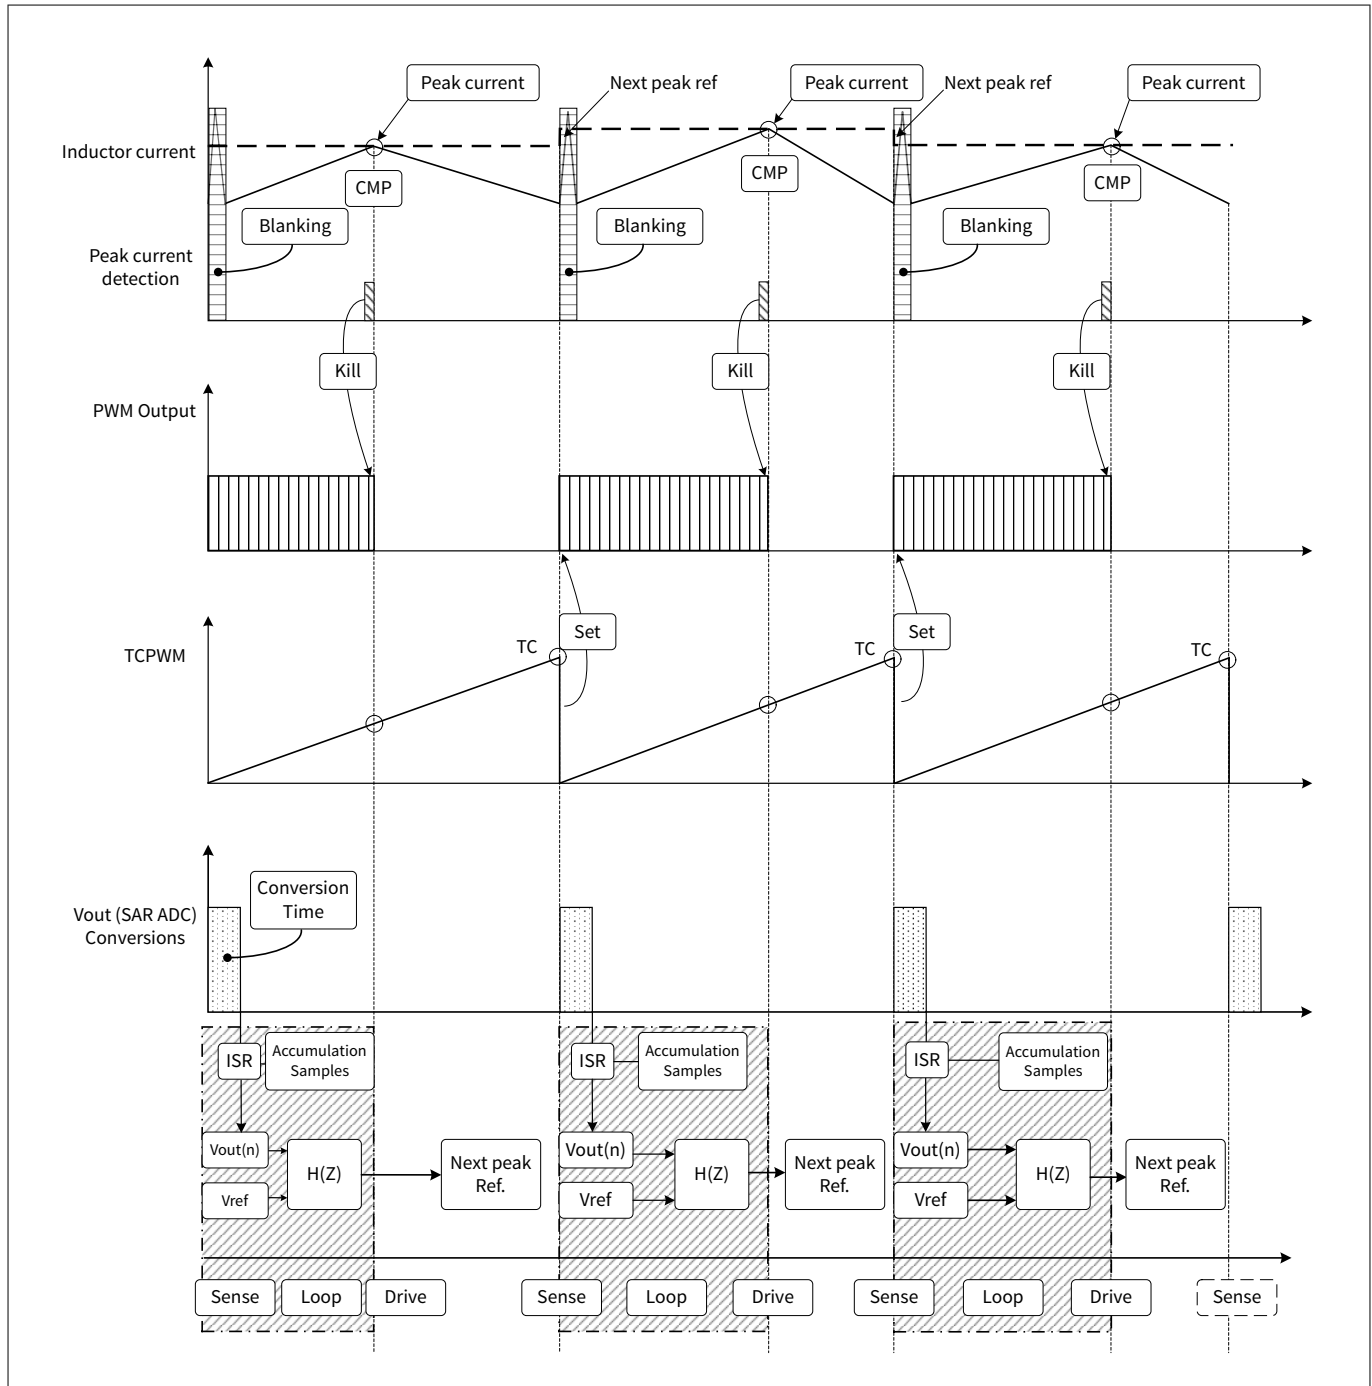 Peak current
Next peak ref
Peak current
Next peak ref
Peak current
Inductor current
CMP
CMP
CMP
Blanking
Blanking
Blanking
Peak current
detection
Kill
Kill
Kill
PWM Output
Set
Set
TCPWM
TC
TC
TC
Conversion
Time
Vout (SAR ADC)
Conversions
ISR
Accumulation
Samples
ISR
Accumulation
Samples
ISR
Accumulation
Samples
Vout(n)
Vref
H(Z)
Next peak
Ref.
Vout(n)
Vref
H(Z)
Next peak
Ref.
Vout(n)
Vref
H(Z)
Next peak
Ref.
Sense
Loop
Drive
Sense
Loop
Drive
Sense
Loop
Drive
Sense